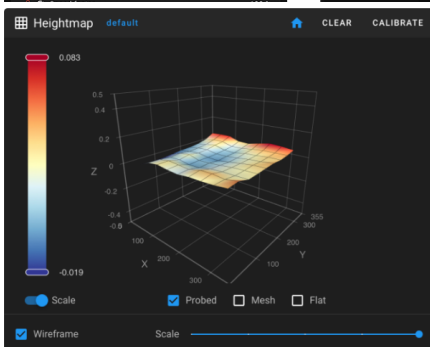 Heightmap default CLEAR CALIBRATE
0.083
0.5
0.4
0.2
Z 0
-0.2
-0.4
-0.6 0
355
300
100 200
X 200 Y
100
300
-0.019
Scale Probed Mesh Flat
Wireframe Scale